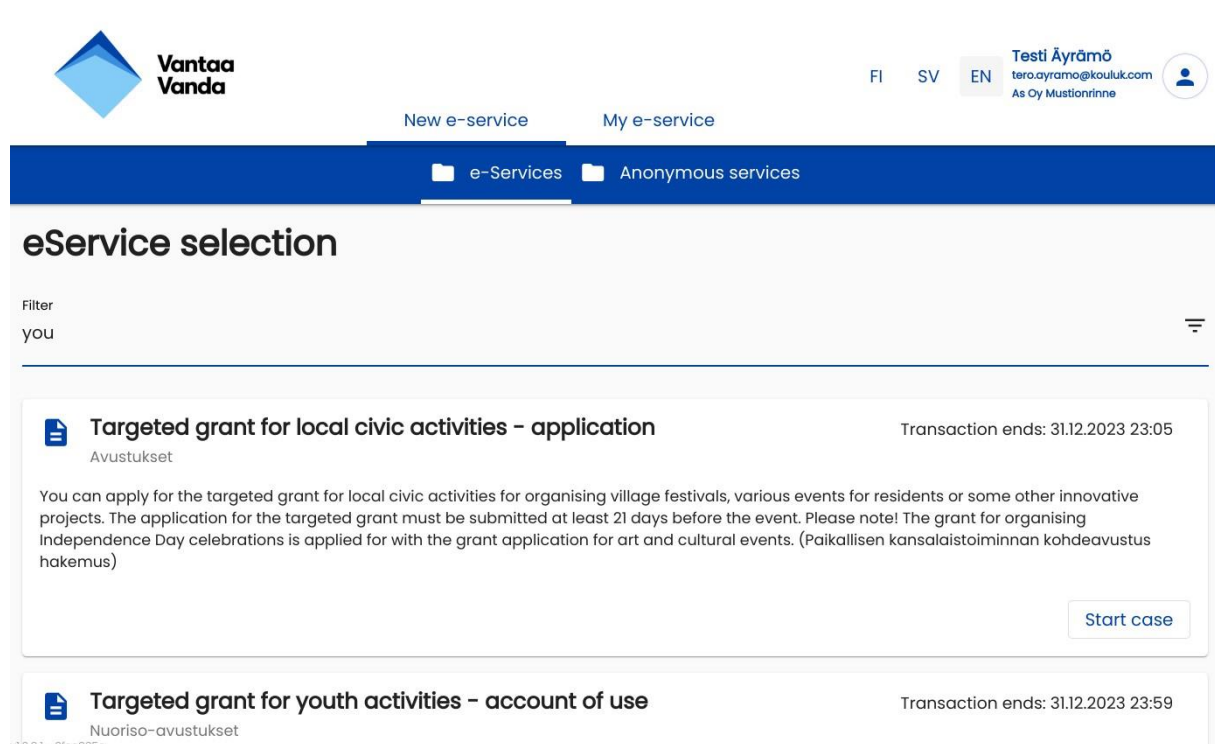 Vantaa
Vanda
FI SV EN
Testi Äyrämö
tero.ayramo@kouluk.com
As Oy Mustionrinne
New e-service My e-service
e-Services Anonymous services
eService selection
Filter
you
Targeted grant for local civic activities - application
Transaction ends: 31.12.2023 23:05
Avustukset
You can apply for the targeted grant for local civic activities for organising village festivals, various events for residents or some other innovative
projects. The application for the targeted grant must be submitted at least 21 days before the event. Please note! The grant for organising
Independence Day celebrations is applied for with the grant application for art and cultural events. (Paikallisen kansalaistoiminnan kohdeavustus
hakemus)
Start case
Targeted grant for youth activities - account of use
Transaction ends: 31.12.2023 23:59
Nuoriso-avustukset